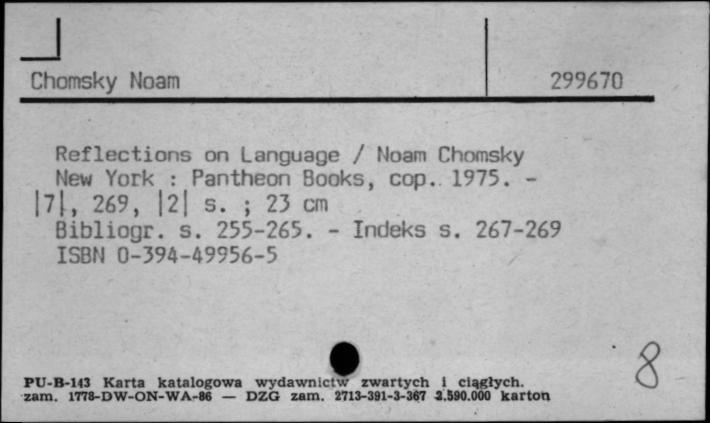 Chomsky Noam 299670
Reflections on Language / Noam Chomsky
New York : Pantheon Books, cop. 1975. -
|7|, 269, |2| s. ; 23 cm
Bibliogr. s. 255-265. - Indeks s. 267-269
ISBN 0-394-49956-5
8
PU-B-143 Karta katalogowa wydawnictw zwartych i ciągłych.
zam. 1778-DW-ON-WA-86 — DZG zam. 2713-391-3-367 2.590.000 karton